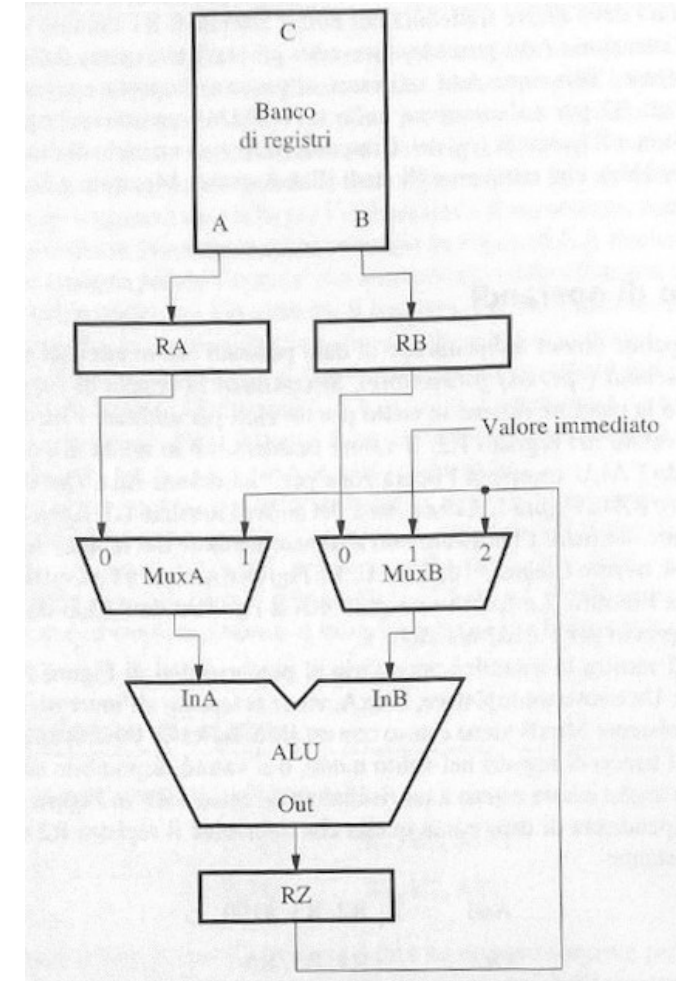 C
Banco
di registri
A
B
RA
RB
Valore immediato
0
1
MuxA
0
1
2
MuxB
InA
InB
ALU
Out
RZ